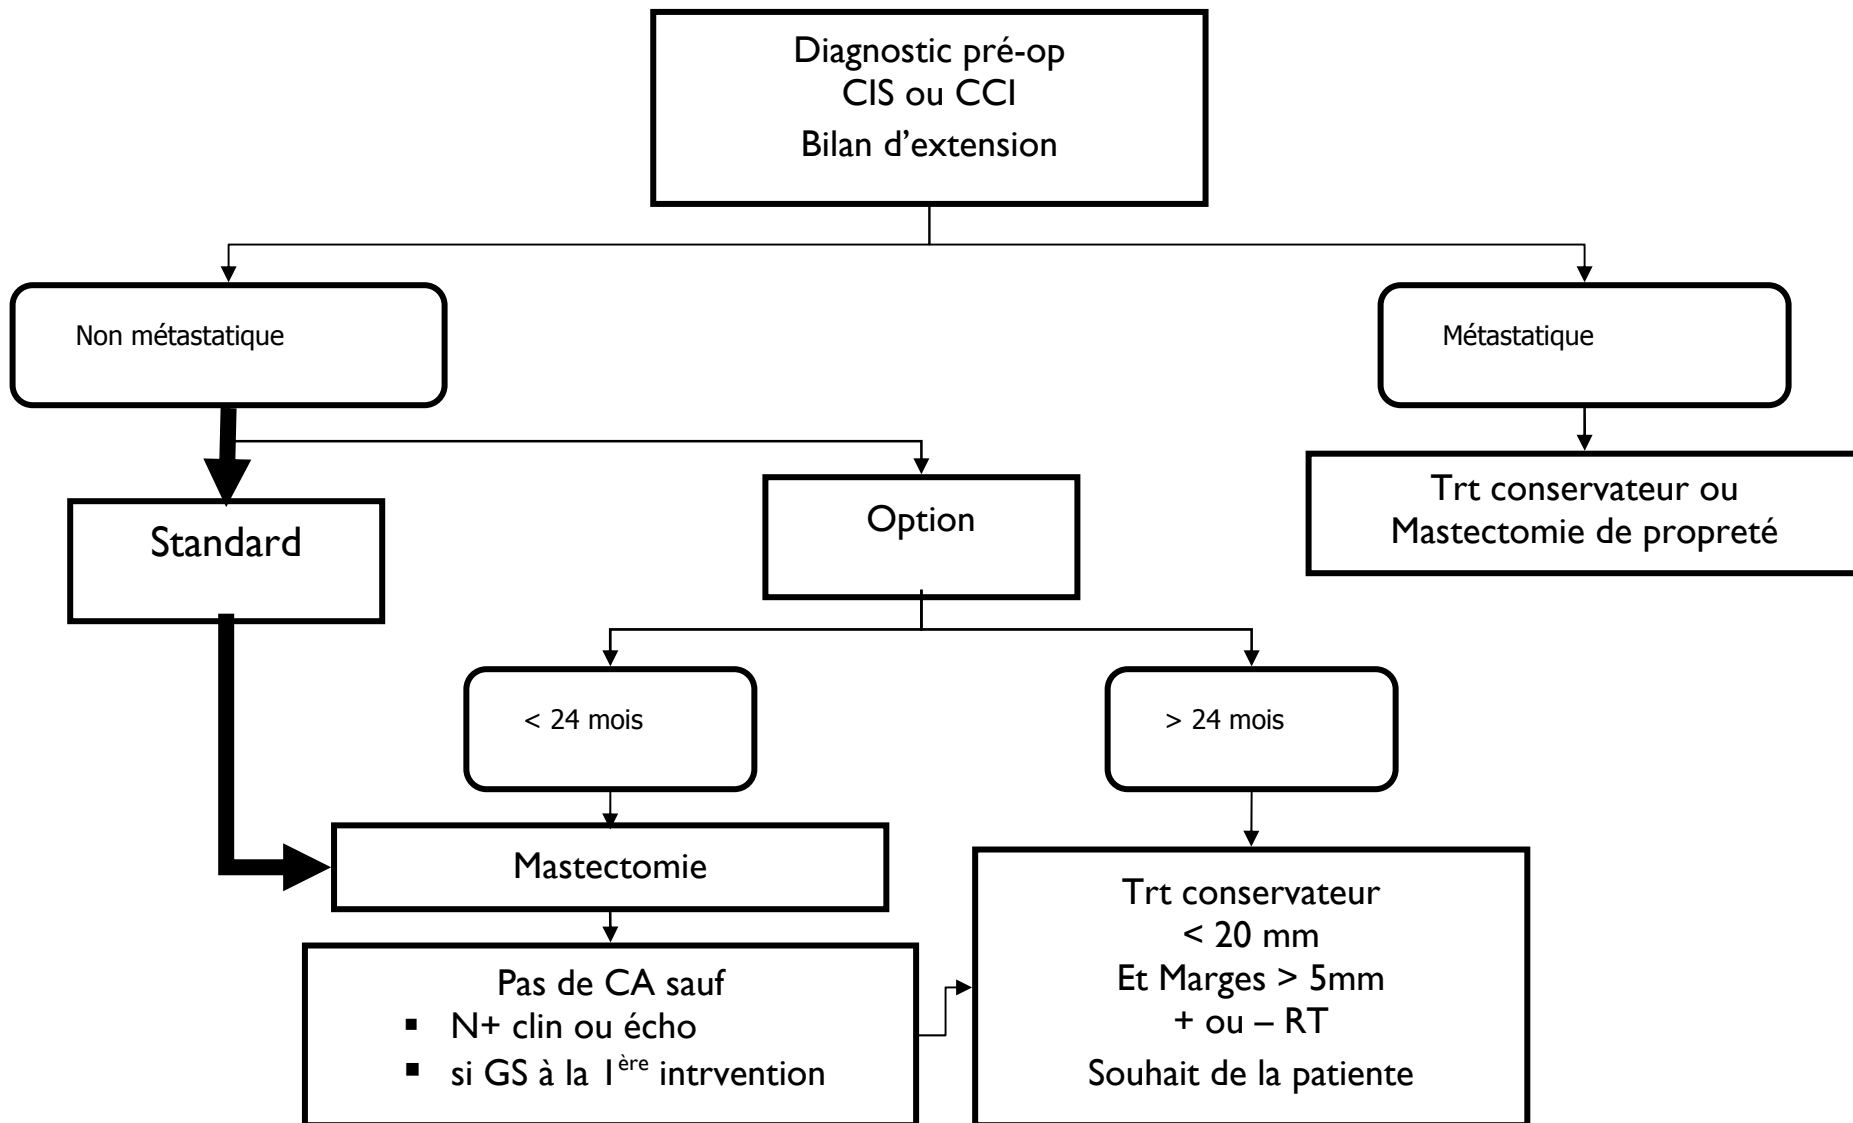 Diagnostic pré-op
CIS ou CCI
Bilan d’extension
Non métastatique
Métastatique
Standard
Option
Trt conservateur ou
Mastectomie de propreté
< 24 mois
> 24 mois
Mastectomie
Pas de CA sauf
▪ N+ clin ou écho
▪ si GS à la 1ère intrvention
Trt conservateur
< 20 mm
Et Marges > 5mm
+ ou – RT
Souhait de la patiente